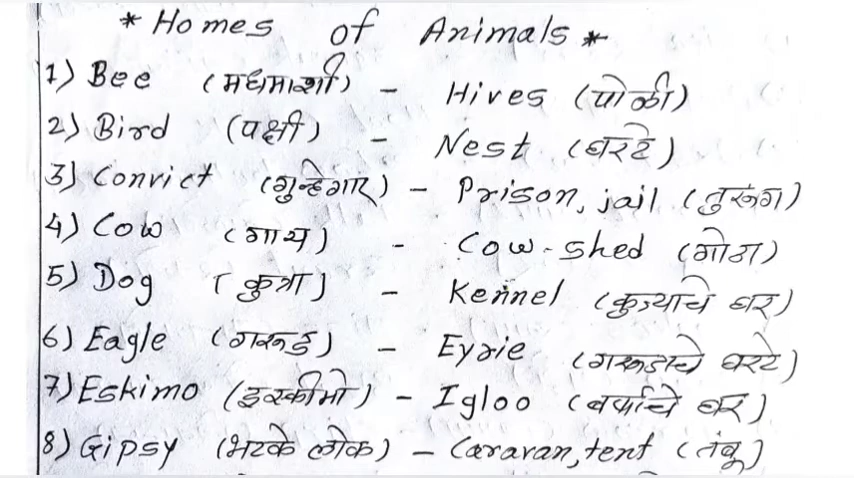 * Homes of Animals *
1) Bee (मधमाशी) - Hives (पोळी)
2) Bird (पक्षी) - Nest (घरटे)
3) Convict (गुन्हेगार) - Prison, jail (तुरूंग)
4) Cow (गाय) - Cow-shed (गोठा)
5) Dog (कुत्रा) - Kennel (कुत्र्याचे घर)
6) Eagle (गरूड) - Eyrie (गरूडाचे घरटे)
7) Eskimo (इस्कीमो) - Igloo (बर्फाचे घर)
8) Gipsy (भटके लोक) - Caravan, tent (तंबू)